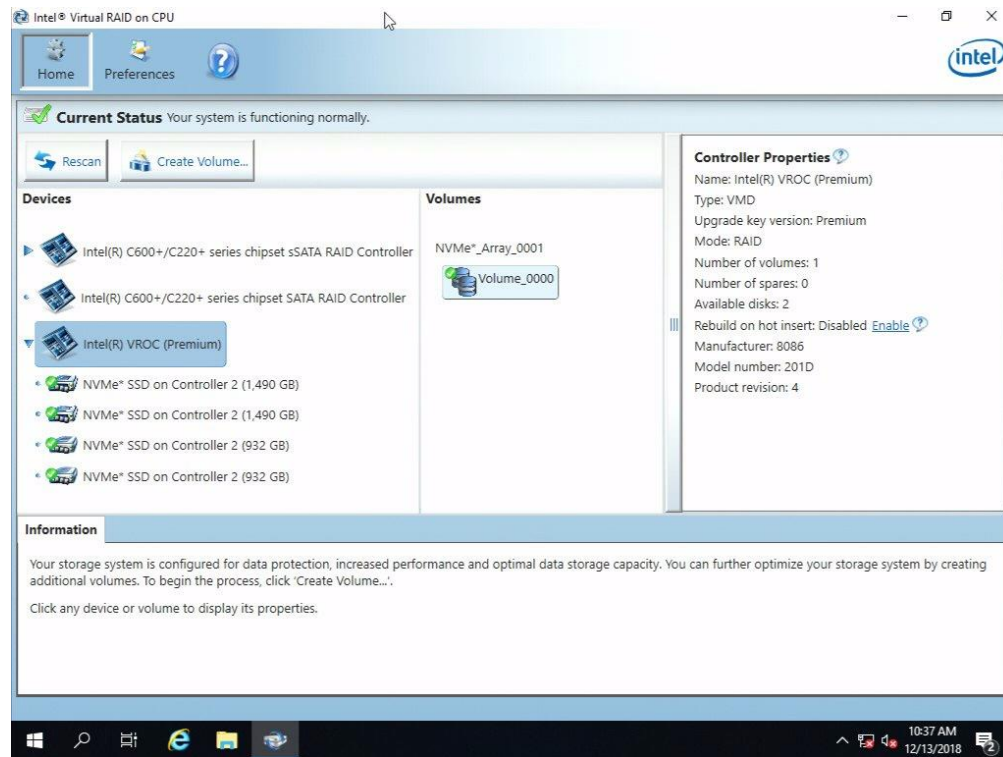 Intel® Virtual RAID on CPU
Home
Preferences
?
intel
Current Status Your system is functioning normally.
Rescan
Create Volume...
Devices
Intel(R) C600+/C220+ series chipset sSATA RAID Controller
Intel(R) C600+/C220+ series chipset SATA RAID Controller
Intel(R) VROC (Premium)
NVMe* SSD on Controller 2 (1,490 GB)
NVMe* SSD on Controller 2 (1,490 GB)
NVMe* SSD on Controller 2 (932 GB)
NVMe* SSD on Controller 2 (932 GB)
Volumes
NVMe*_Array_0001
Volume_0000
Controller Properties ?
Name: Intel(R) VROC (Premium)
Type: VMD
Upgrade key version: Premium
Mode: RAID
Number of volumes: 1
Number of spares: 0
Available disks: 2
Rebuild on hot insert: Disabled Enable ?
Manufacturer: 8086
Model number: 201D
Product revision: 4
Information
Your storage system is configured for data protection, increased performance and optimal data storage capacity. You can further optimize your storage system by creating
additional volumes. To begin the process, click 'Create Volume...'.
Click any device or volume to display its properties.
10:37 AM
12/13/2018
2